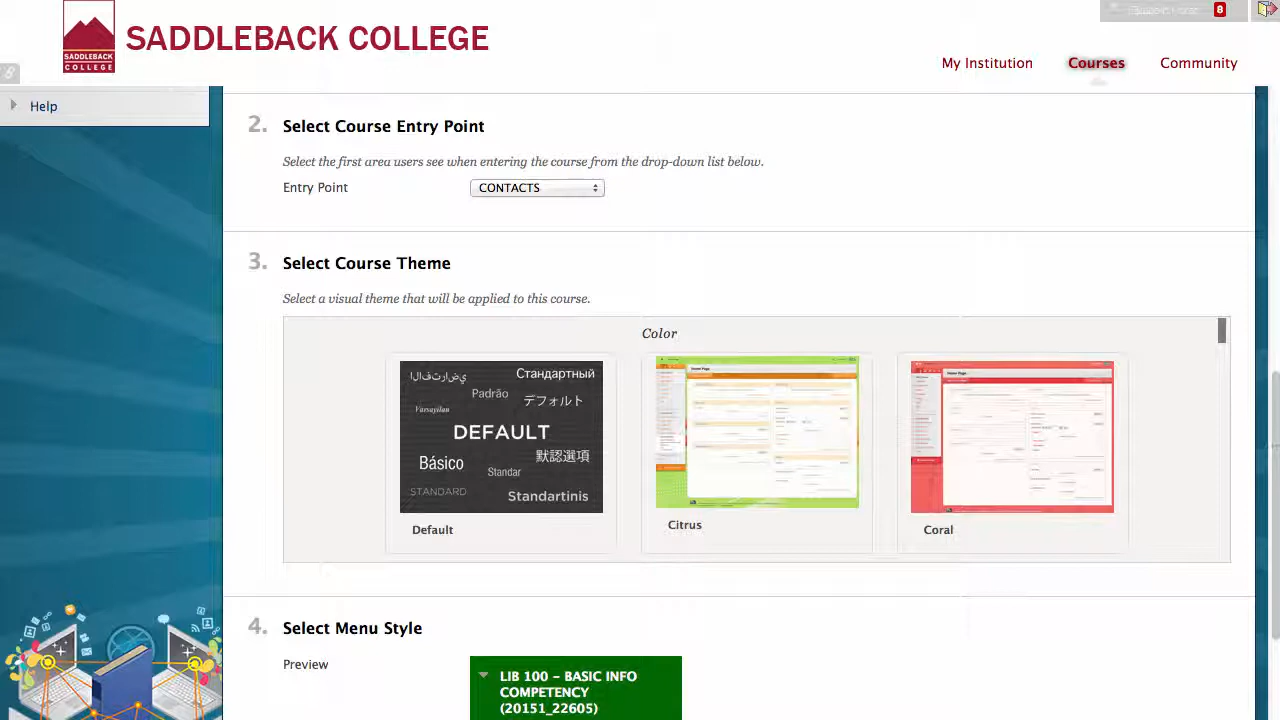 SADDLEBACK
COLLEGE
SADDLEBACK COLLEGE
8
My Institution
Courses
Community
Help
2.
Select Course Entry Point
Select the first area users see when entering the course from the drop-down list below.
Entry Point
CONTACTS
3.
Select Course Theme
Select a visual theme that will be applied to this course.
Color
Стандартный
Padrão
デフォルト
Varsayılan
DEFAULT
Básico
默認選項
Standar
STANDARD
Standartinis
Default
Citrus
Coral
4.
Select Menu Style
Preview
LIB 100 - BASIC INFO
COMPETENCY
(20151_22605)